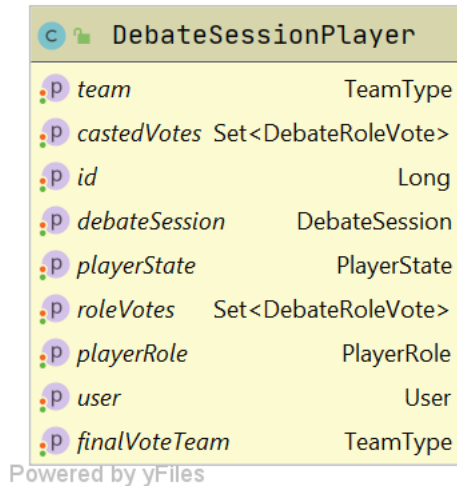 C DebateSessionPlayer
p team TeamType
p castedVotes Set<DebateRoleVote>
p id Long
p debateSession DebateSession
p playerState PlayerState
p roleVotes Set<DebateRoleVote>
p playerRole PlayerRole
p user User
p finalVoteTeam TeamType
Powered by yFiles